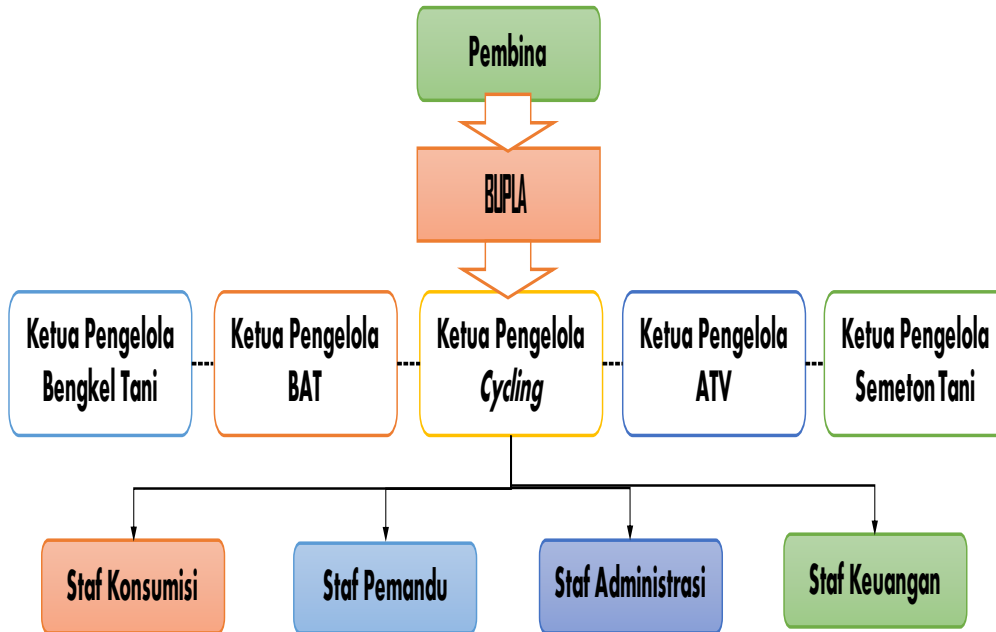 Pembina
BUPLA
Ketua Pengelola
Bengkel Tani
Ketua Pengelola
BAT
Ketua Pengelola
Cycling
Ketua Pengelola
ATV
Ketua Pengelola
Semeton Tani
Staf Konsumisi
Staf Pemandu
Staf Administrasi
Staf Keuangan